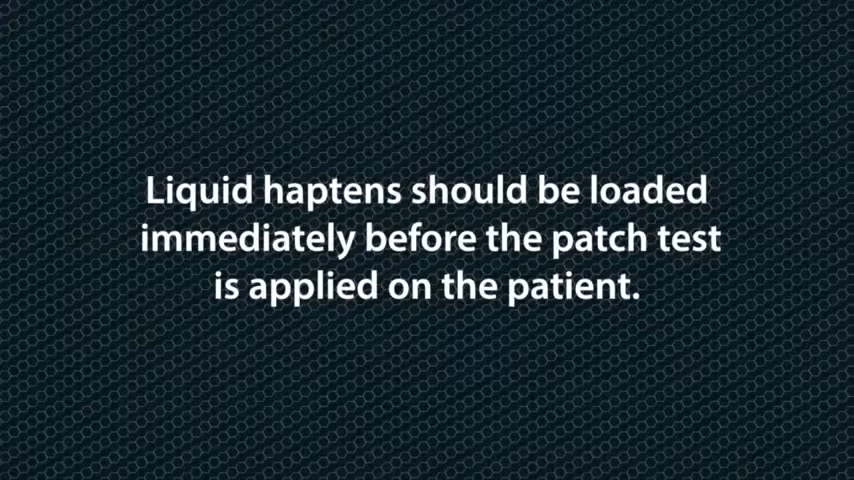 Liquid haptens should be loaded
immediately before the patch test
is applied on the patient.